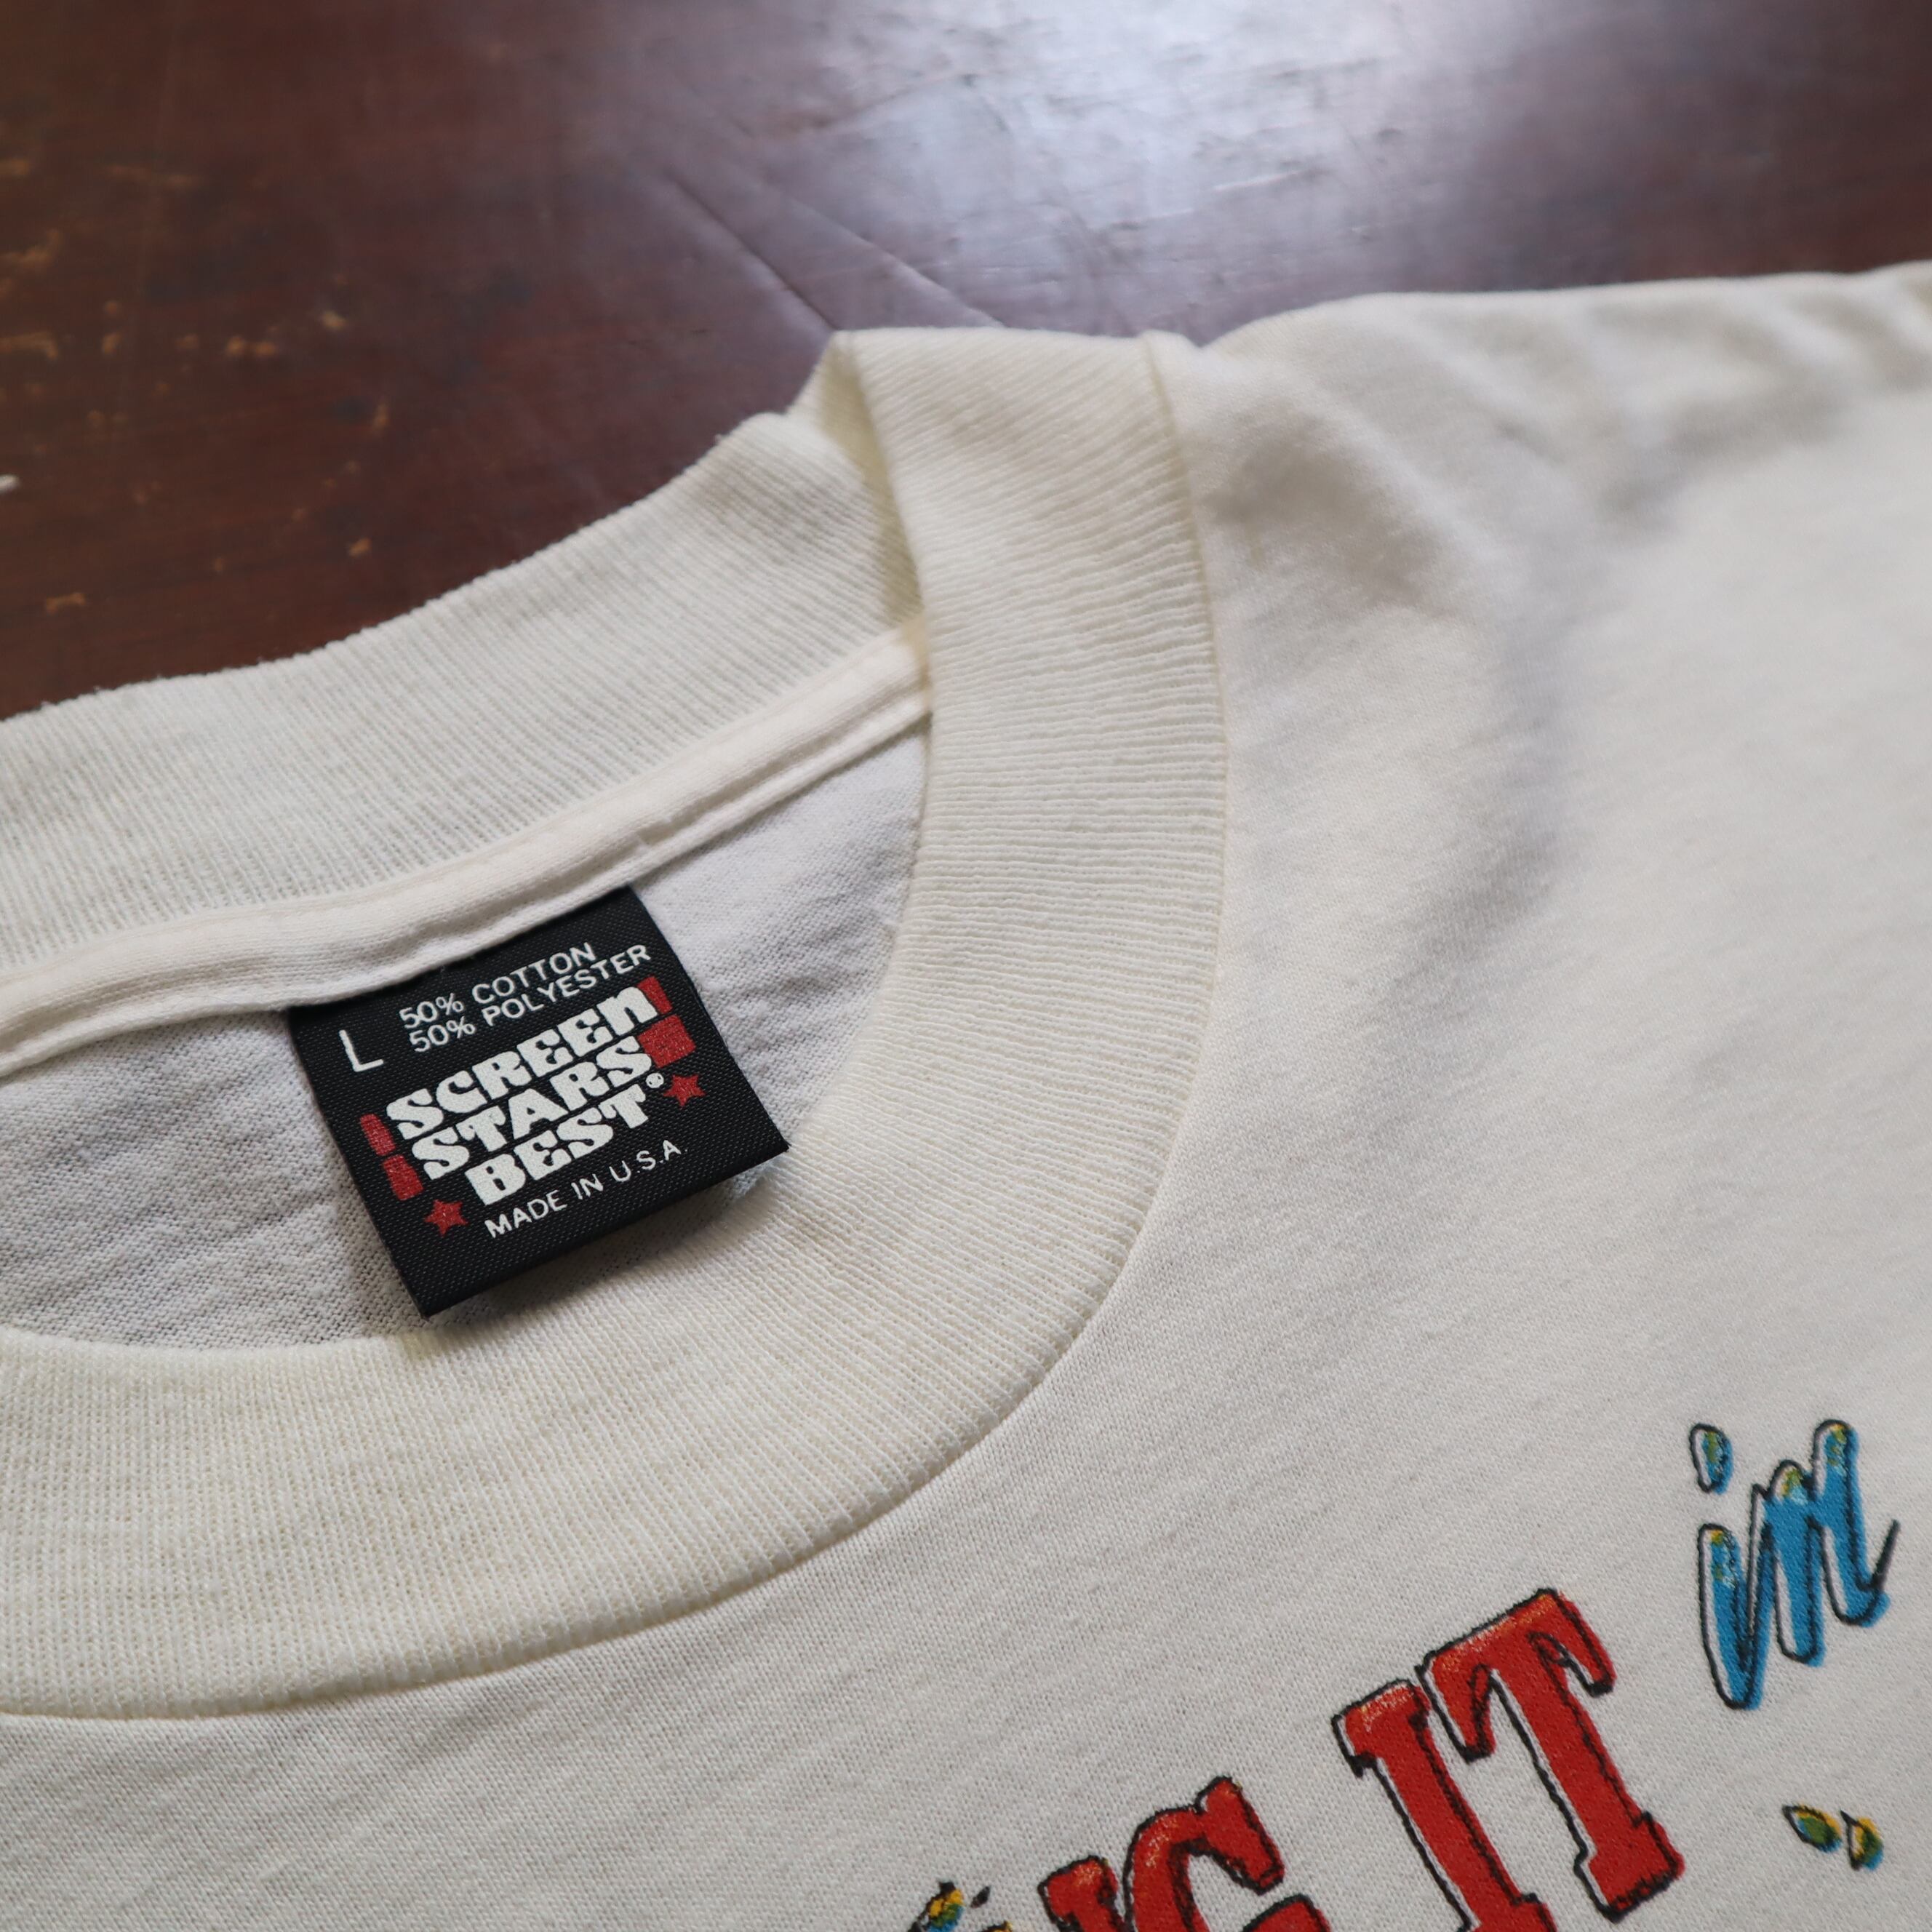 L
50% COTTON
50% POLYESTER
SCREEN
STARS
BEST®
MADE IN U.S.A.
in
IT